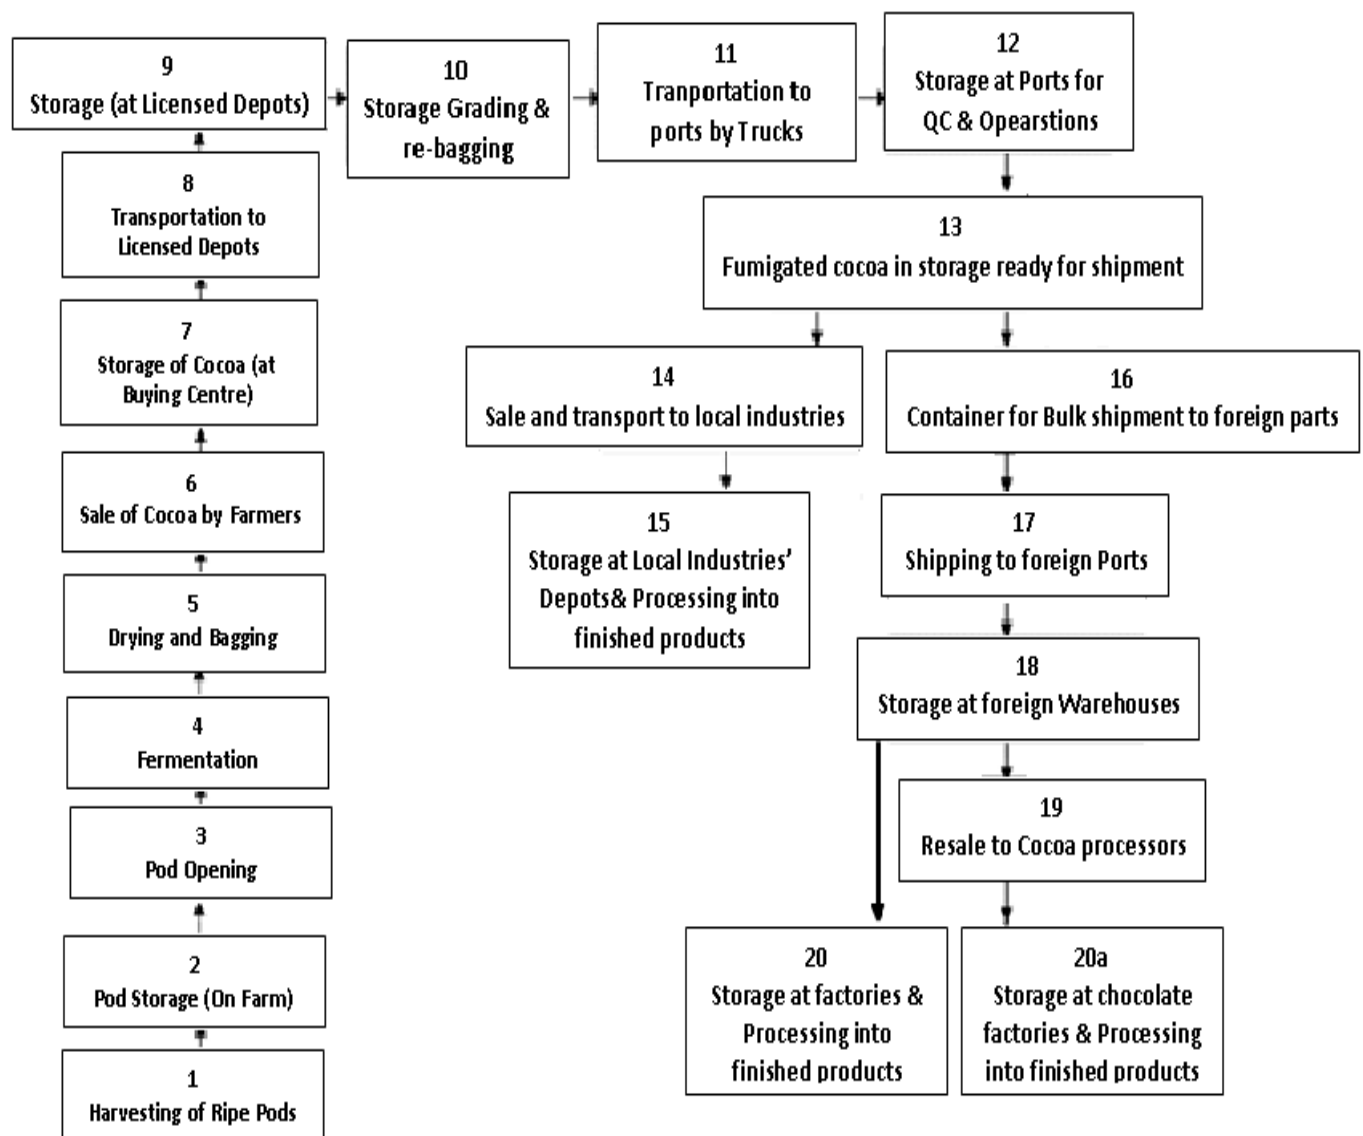 9
Storage (at Licensed Depots)
10
Storage Grading &
re-bagging
11
Tranportation to
ports by Trucks
12
Storage at Ports for
QC & Opearstions
8
Transportation to
Licensed Depots
13
Fumigated cocoa in storage ready for shipment
7
Storage of Cocoa (at
Buying Centre)
14
Sale and transport to local industries
16
Container for Bulk shipment to foreign parts
6
Sale of Cocoa by Farmers
15
Storage at Local Industries’
Depots& Processing into
finished products
17
Shipping to foreign Ports
5
Drying and Bagging
18
Storage at foreign Warehouses
4
Fermentation
19
Resale to Cocoa processors
3
Pod Opening
20
Storage at factories &
Processing into
finished products
20a
Storage at chocolate
factories & Processing
into finished products
2
Pod Storage (On Farm)
1
Harvesting of Ripe Pods